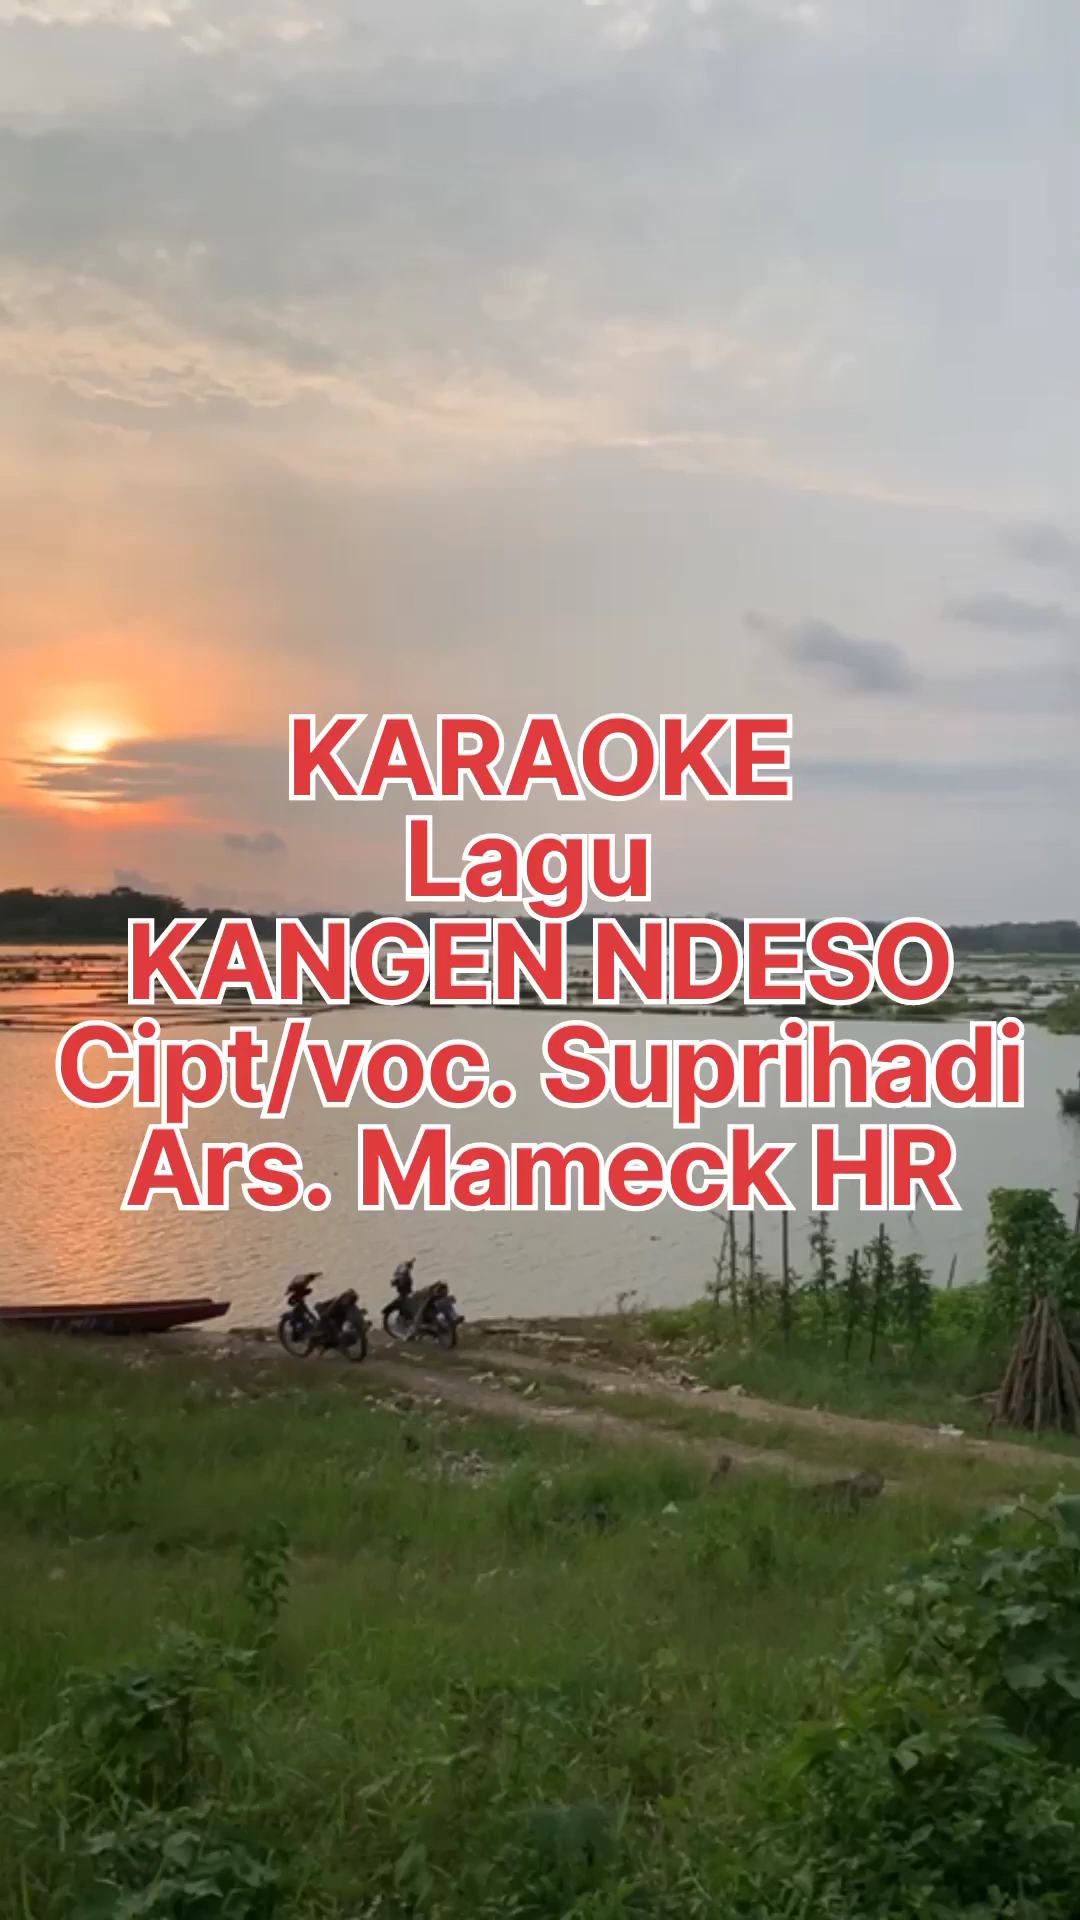 KARAOKE
Lagu
KANGEN NDESO
Cipt/voc. Suprihadi
Ars. Mameck HR